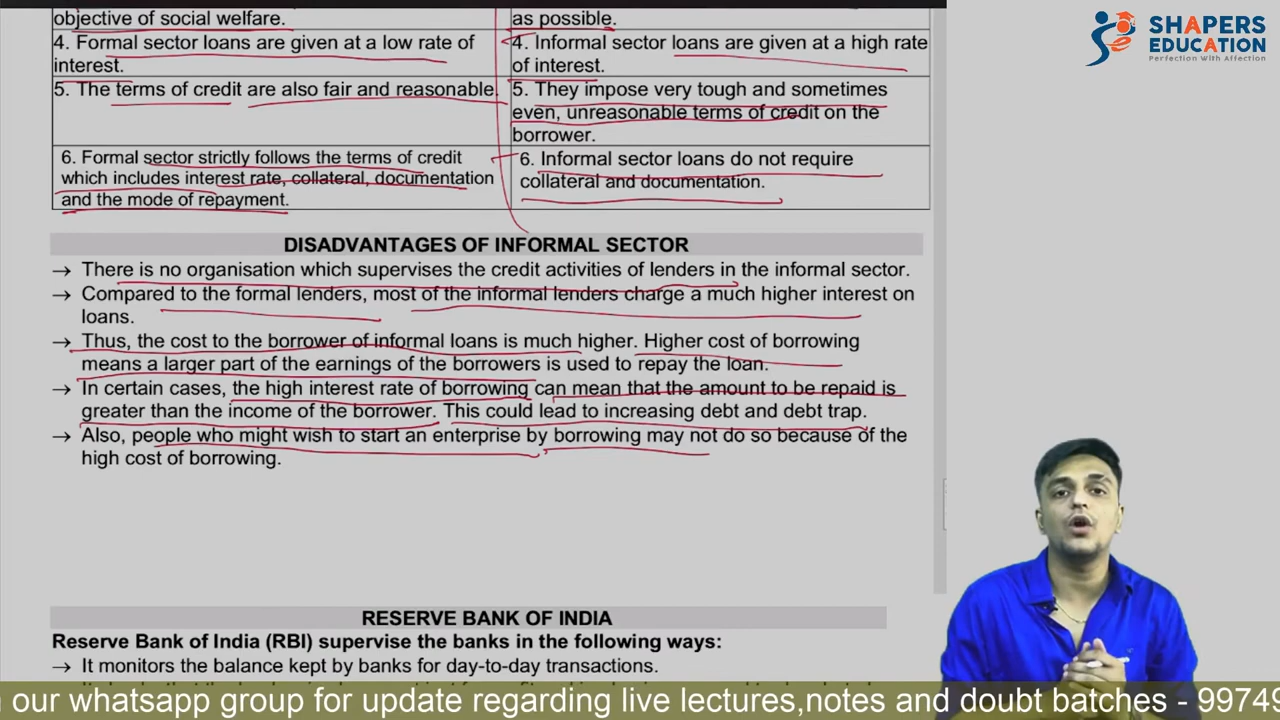 objective of social welfare.
as possible.
4. Formal sector loans are given at a low rate of
interest.
4. Informal sector loans are given at a high rate
of interest.
5. The terms of credit are also fair and reasonable.
5. They impose very tough and sometimes
even, unreasonable terms of credit on the
borrower.
6. Formal sector strictly follows the terms of credit
which includes interest rate, collateral, documentation
and the mode of repayment.
6. Informal sector loans do not require
collateral and documentation.
DISADVANTAGES OF INFORMAL SECTOR
→ There is no organisation which supervises the credit activities of lenders in the informal sector.
→ Compared to the formal lenders, most of the informal lenders charge a much higher interest on
loans.
→ Thus, the cost to the borrower of informal loans is much higher. Higher cost of borrowing
means a larger part of the earnings of the borrowers is used to repay the loan.
→ In certain cases, the high interest rate of borrowing can mean that the amount to be repaid is
greater than the income of the borrower. This could lead to increasing debt and debt trap.
→ Also, people who might wish to start an enterprise by borrowing may not do so because of the
high cost of borrowing.
RESERVE BANK OF INDIA
Reserve Bank of India (RBI) supervise the banks in the following ways:
→ It monitors the balance kept by banks for day-to-day transactions.
our whatsapp group for update regarding live lectures,notes and doubt batches - 99749
SHAPERS
EDUCATION
Perfection With Affection